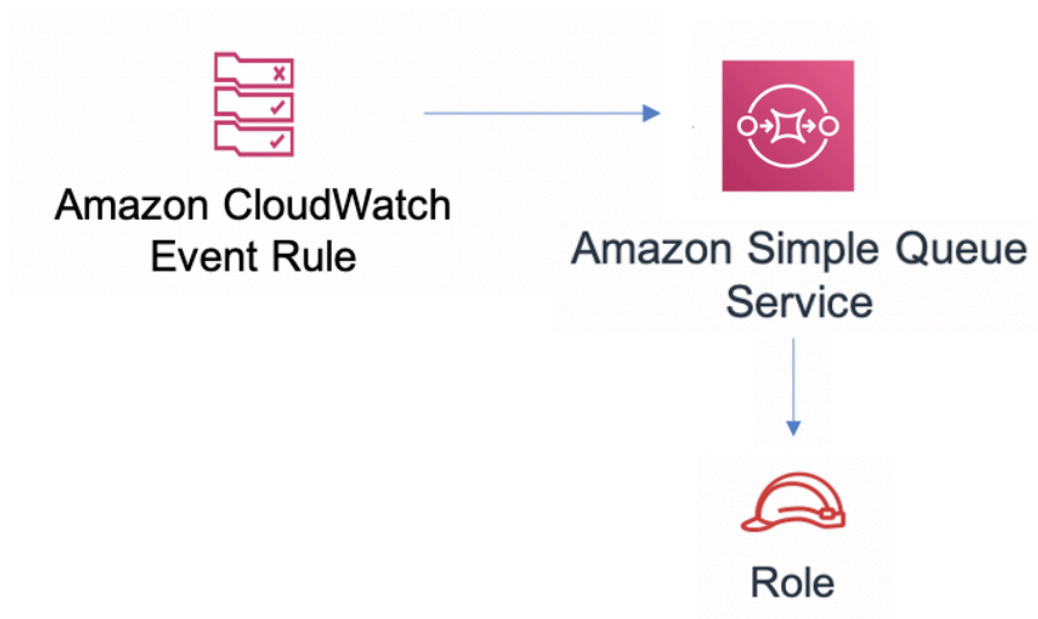 Amazon CloudWatch
Event Rule
Amazon Simple Queue
Service
Role